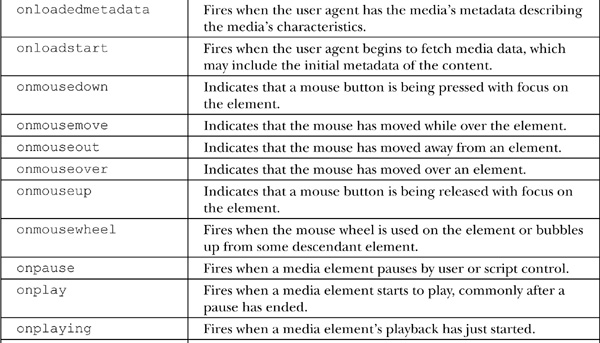 onloadedmetadata Fires when the user agent has the media's metadata describing
the media's characteristics.
onloadstart Fires when the user agent begins to fetch media data, which
may include the initial metadata of the content.
onmousedown Indicates that a mouse button is being pressed with focus on
the element.
onmousemove Indicates that the mouse has moved while over the element.
onmouseout Indicates that the mouse has moved away from an element.
onmouseover Indicates that the mouse has moved over an element.
onmouseup Indicates that a mouse button is being released with focus on
the element.
onmousewheel Fires when the mouse wheel is used on the element or bubbles
up from some descendant element.
onpause Fires when a media element pauses by user or script control.
onplay Fires when a media element starts to play, commonly after a
pause has ended.
onplaying Fires when a media element's playback has just started.